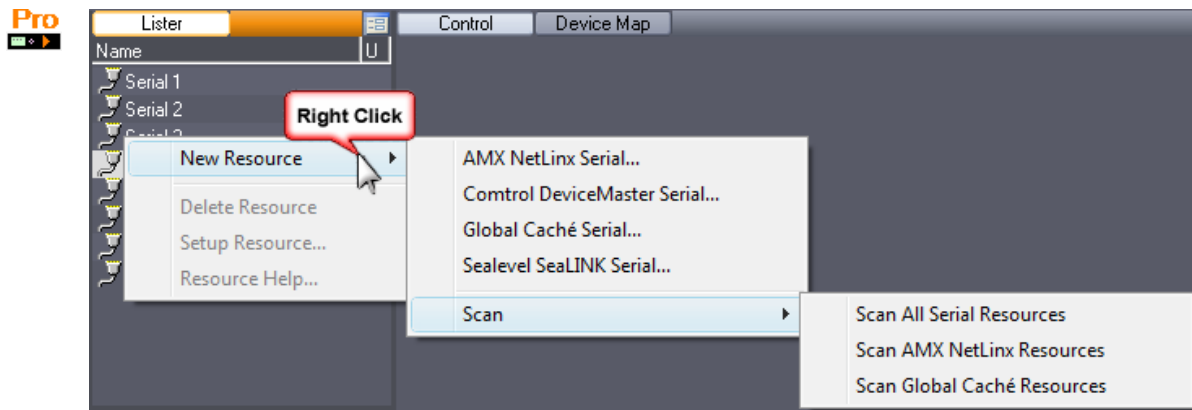 Pro
Lister
Control
Device Map
Name
U
Serial 1
Serial 2
Right Click
New Resource
Delete Resource
Setup Resource...
Resource Help...
AMX NetLinx Serial...
Comtrol DeviceMaster Serial...
Global Caché Serial...
Sealevel SeaLINK Serial...
Scan
Scan All Serial Resources
Scan AMX NetLinx Resources
Scan Global Caché Resources